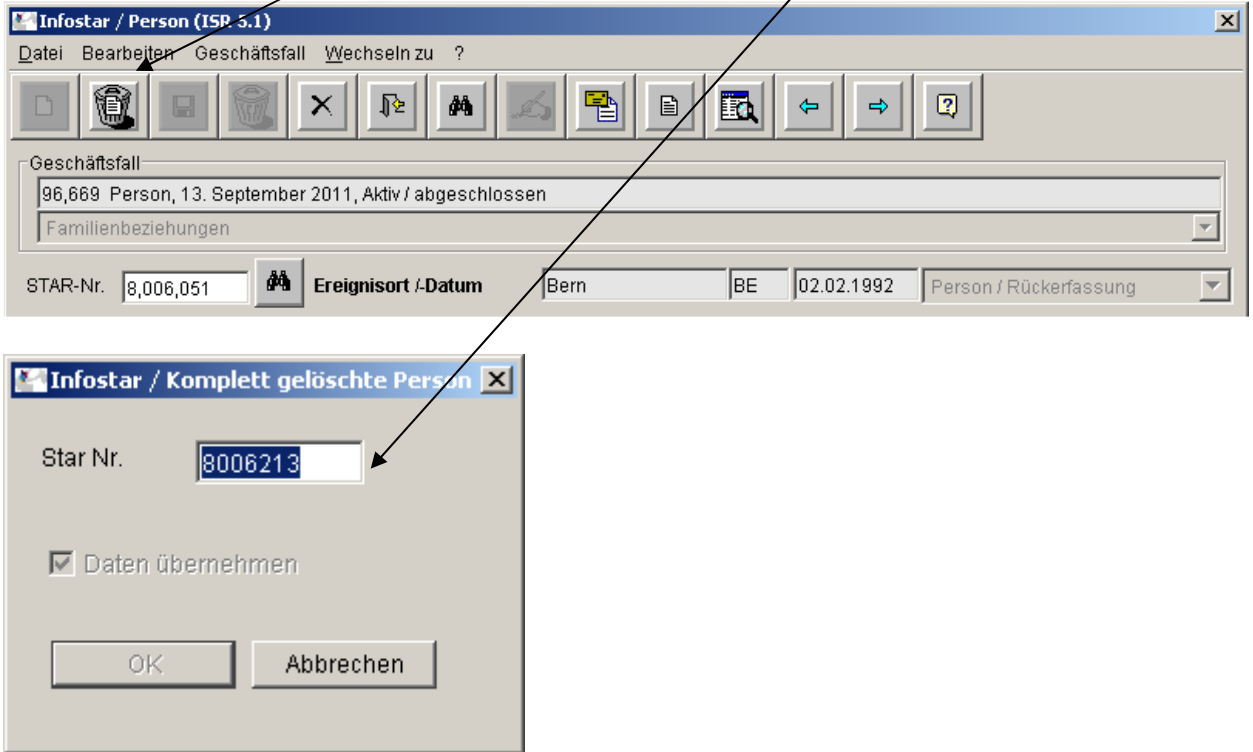 Infostar / Person (ISR 5.1)
Datei Bearbeiten Geschäftsfall Wechseln zu ?
Geschäftsfall
96,669 Person, 13. September 2011, Aktiv / abgeschlossen
Familienbeziehungen
STAR-Nr. 8,006,051 Ereignisort /-Datum Bern BE 02.02.1992 Person / Rückerfassung
Infostar / Komplett gelöschte Person
Star Nr. 8006213
Daten übernehmen
OK Abbrechen